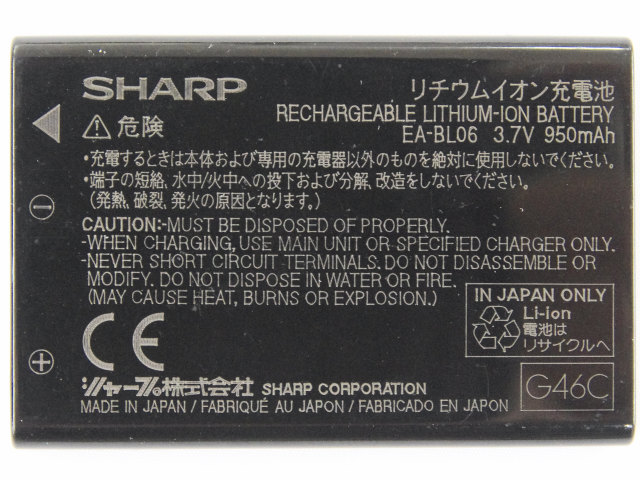 SHARP
リチウムイオン充電池
RECHARGEABLE LITHIUM-ION BATTERY
EA-BL06 3.7V 950mAh
危険
・充電するときは本体および専用の充電器以外のものを絶対に使用しないでください。
・端子の短絡、水中/火中への投下および分解、改造をしないでください。
(発熱、破裂、発火の原因となります。)
CAUTION:-MUST BE DISPOSED OF PROPERLY.
-WHEN CHARGING, USE MAIN UNIT OR SPECIFIED CHARGER ONLY.
-NEVER SHORT CIRCUIT TERMINALS. DO NOT DISASSEMBLE OR
MODIFY. DO NOT DISPOSE IN WATER OR FIRE.
(MAY CAUSE HEAT, BURNS OR EXPLOSION.)
IN JAPAN ONLY
Li-ion
電池は
リサイクルへ
CE
シャープ株式会社 SHARP CORPORATION
MADE IN JAPAN / FABRIQUÉ AU JAPON / FABRICADO EN JAPON
G46C